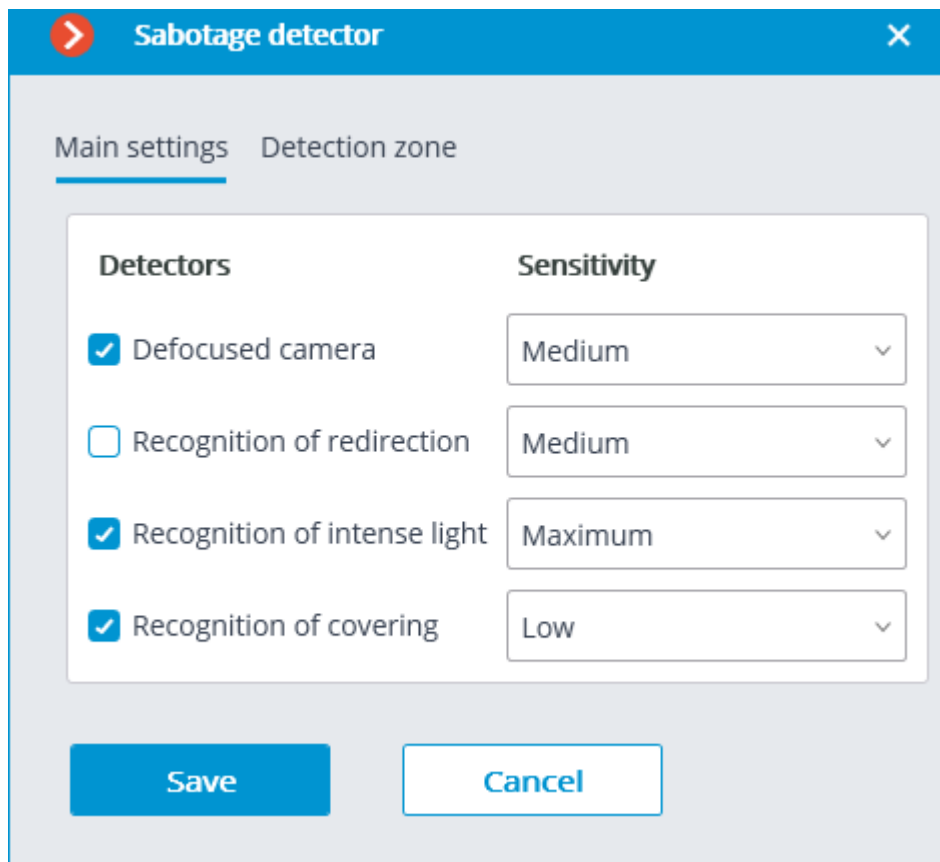 Sabotage detector
Main settings Detection zone
Detectors Sensitivity
Defocused camera Medium
Recognition of redirection Medium
Recognition of intense light Maximum
Recognition of covering Low
Save Cancel